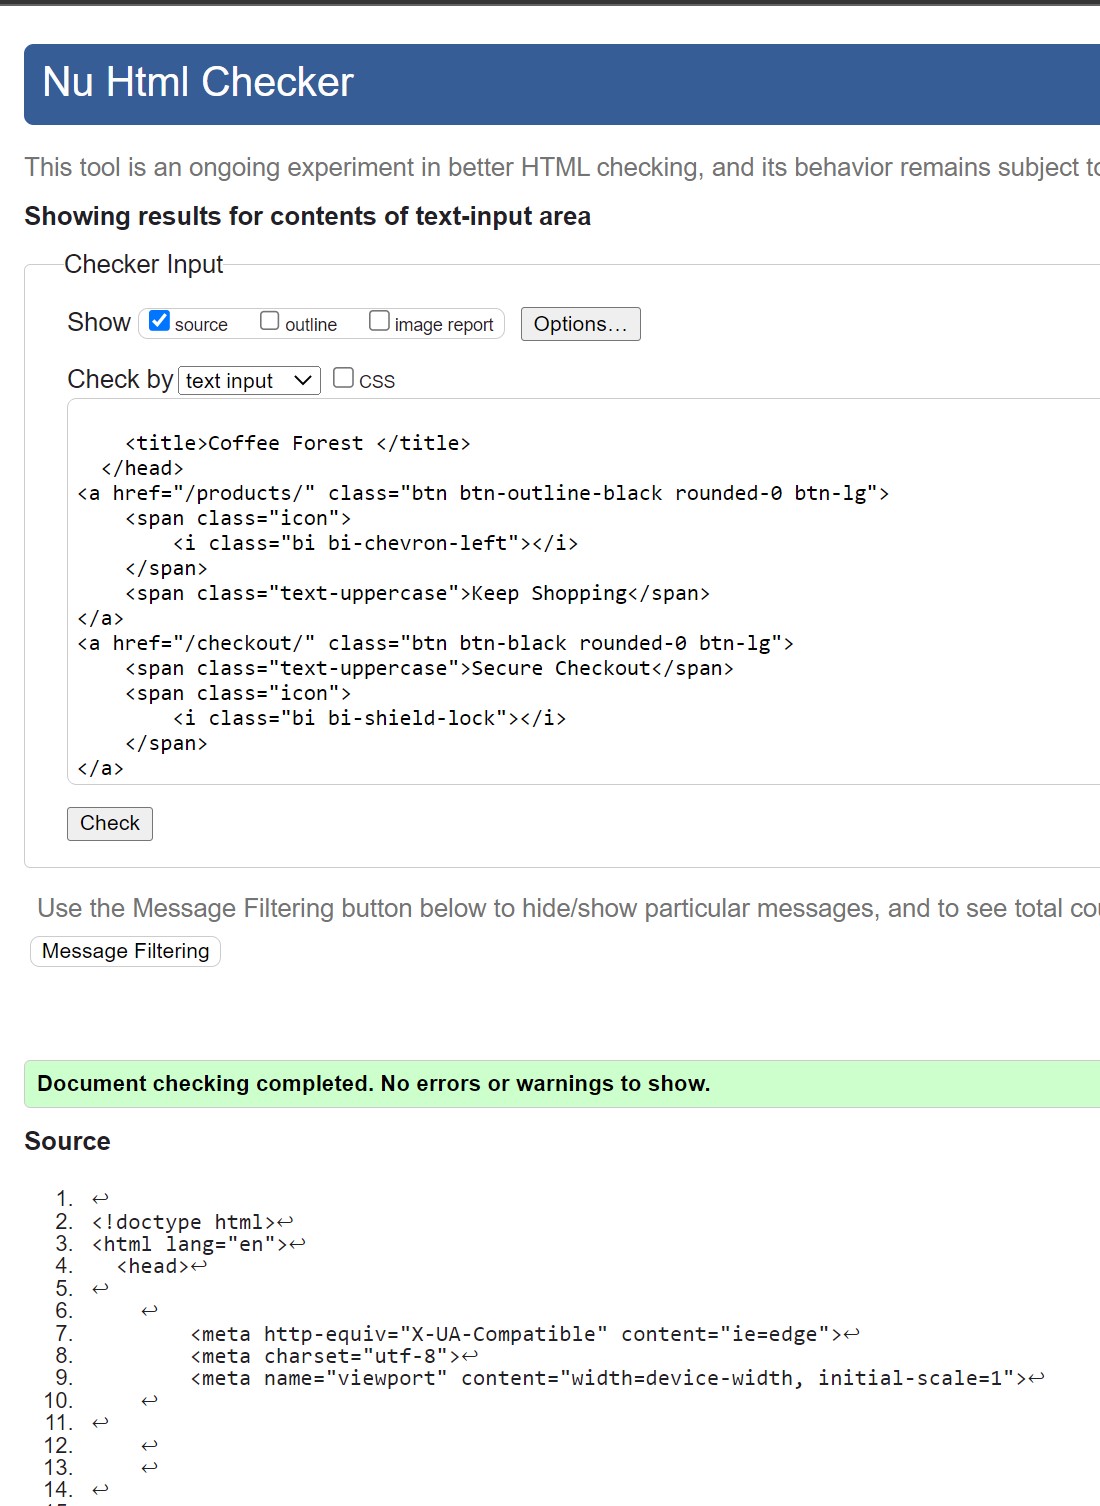 Nu Html Checker
This tool is an ongoing experiment in better HTML checking, and its behavior remains subject to
Showing results for contents of text-input area
Checker Input
Show source outline image report Options...
Check by text input CSS
<title>Coffee Forest </title>
</head>
<a href="/products/" class="btn btn-outline-black rounded-0 btn-lg">
<span class="icon">
<i class="bi bi-chevron-left"></i>
</span>
<span class="text-uppercase">Keep Shopping</span>
</a>
<a href="/checkout/" class="btn btn-black rounded-0 btn-lg">
<span class="text-uppercase">Secure Checkout</span>
<span class="icon">
<i class="bi bi-shield-lock"></i>
</span>
</a>
Check
Use the Message Filtering button below to hide/show particular messages, and to see total
Message Filtering
Document checking completed. No errors or warnings to show.
Source
1. ↩
2. <!doctype html>↩
3. <html lang="en">↩
4. <head>↩
5. ↩
6. ↩
7. <meta http-equiv="X-UA-Compatible" content="ie=edge">↩
8. <meta charset="utf-8">↩
9. <meta name="viewport" content="width=device-width, initial-scale=1">↩
10. ↩
11. ↩
12. ↩
13. ↩
14. ↩